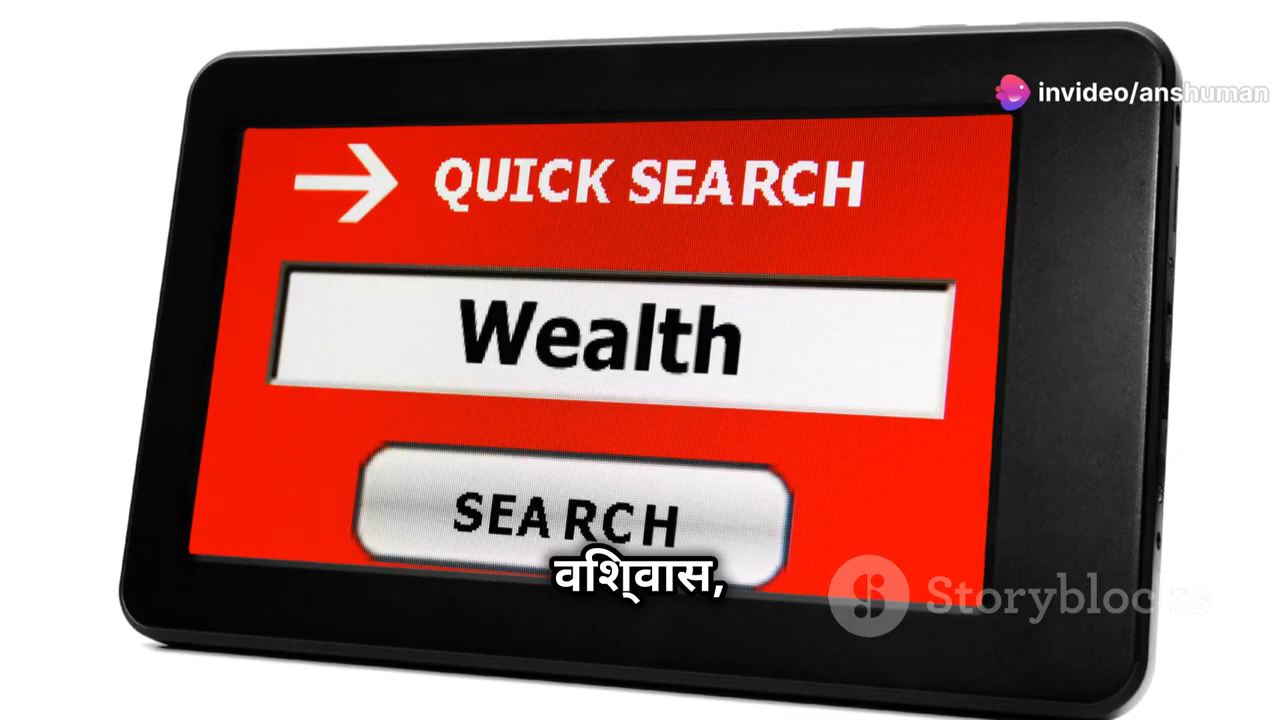 invideo/anshuman
QUICK SEARCH
Wealth
SEARCH
वशि्वास,
Storyblocks